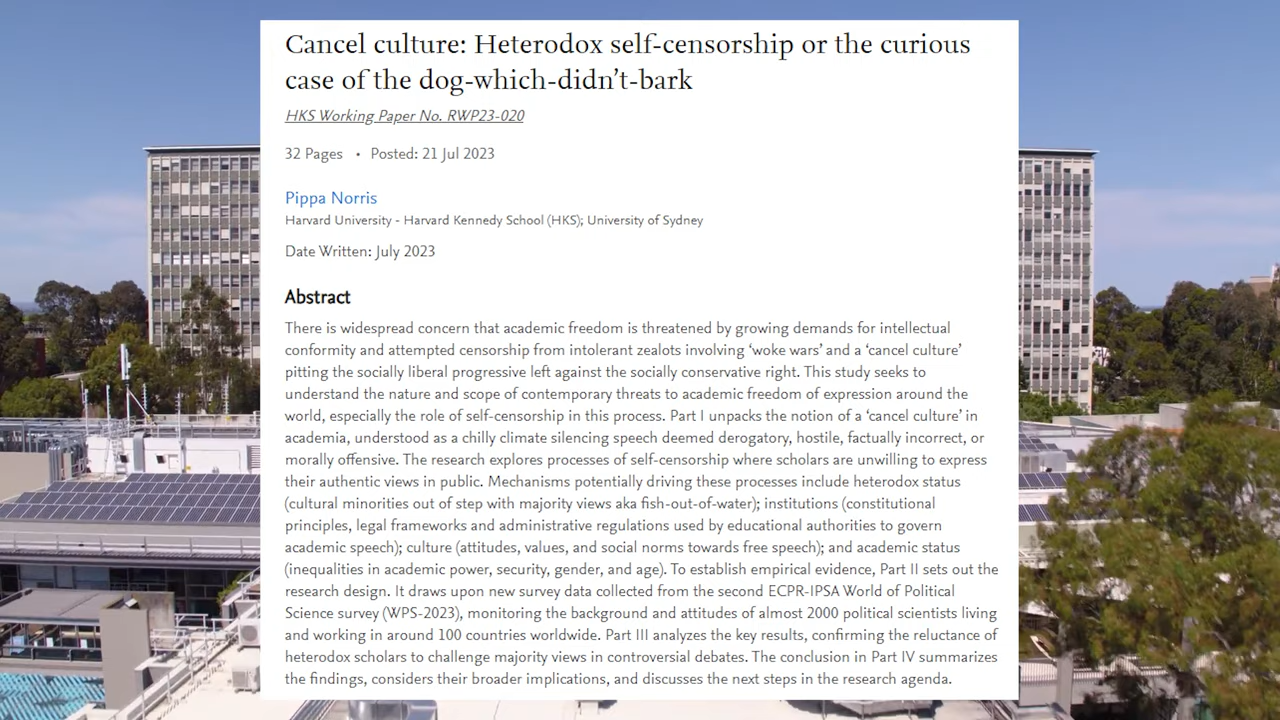 Cancel culture: Heterodox self-censorship or the curious
case of the dog-which-didn't-bark
HKS Working Paper No. RWP23-020
32 Pages • Posted: 21 Jul 2023
Pippa Norris
Harvard University - Harvard Kennedy School (HKS); University of Sydney
Date Written: July 2023
Abstract
There is widespread concern that academic freedom is threatened by growing demands for intellectual
conformity and attempted censorship from intolerant zealots involving ‘woke wars’ and a ‘cancel culture’
pitting the socially liberal progressive left against the socially conservative right. This study seeks to
understand the nature and scope of contemporary threats to academic freedom of expression around the
world, especially the role of self-censorship in this process. Part I unpacks the notion of a ‘cancel culture’ in
academia, understood as a chilly climate silencing speech deemed derogatory, hostile, factually incorrect, or
morally offensive. The research explores processes of self-censorship where scholars are unwilling to express
their authentic views in public. Mechanisms potentially driving these processes include heterodox status
(cultural minorities out of step with majority views aka fish-out-of-water); institutions (constitutional
principles, legal frameworks and administrative regulations used by educational authorities to govern
academic speech); culture (attitudes, values, and social norms towards free speech); and academic status
(inequalities in academic power, security, gender, and age). To establish empirical evidence, Part II sets out the
research design. It draws upon new survey data collected from the second ECPR-IPSA World of Political
Science survey (WPS-2023), monitoring the background and attitudes of almost 2000 political scientists living
and working in around 100 countries worldwide. Part III analyzes the key results, confirming the reluctance of
heterodox scholars to challenge majority views in controversial debates. The conclusion in Part IV summarizes
the findings, considers their broader implications, and discusses the next steps in the research agenda.